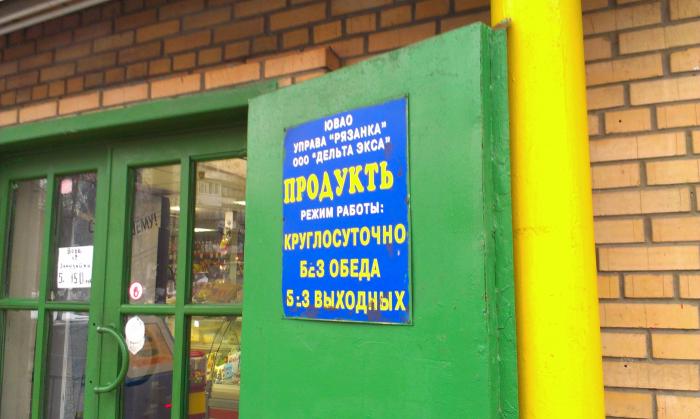 ЮВАО
УПРАВА "РЯЗАНКА"
ООО "ДЕЛЬТА ЭКСА"
ПРОДУКТЬ
РЕЖИМ РАБОТЫ:
КРУГЛОСУТОЧНО
БЕЗ ОБЕДА
БЕЗ ВЫХОДНЫХ